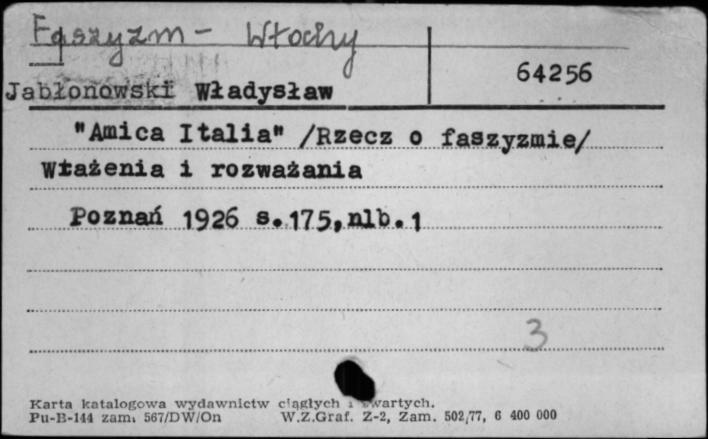 Faszyzm - Włochy
64256
Jabłonowski Władysław
"Amica Italia" /Rzecz o faszyzmie/
Wtażenia i rozważania
Poznań 1926 s.175,nlb.1
3
Karta katalogowa wydawnictw ciągłych i zwartych.
Pu-B-144 zam. 567/DW/On W.Z.Graf. Z-2, Zam. 502/77, 6 400 000